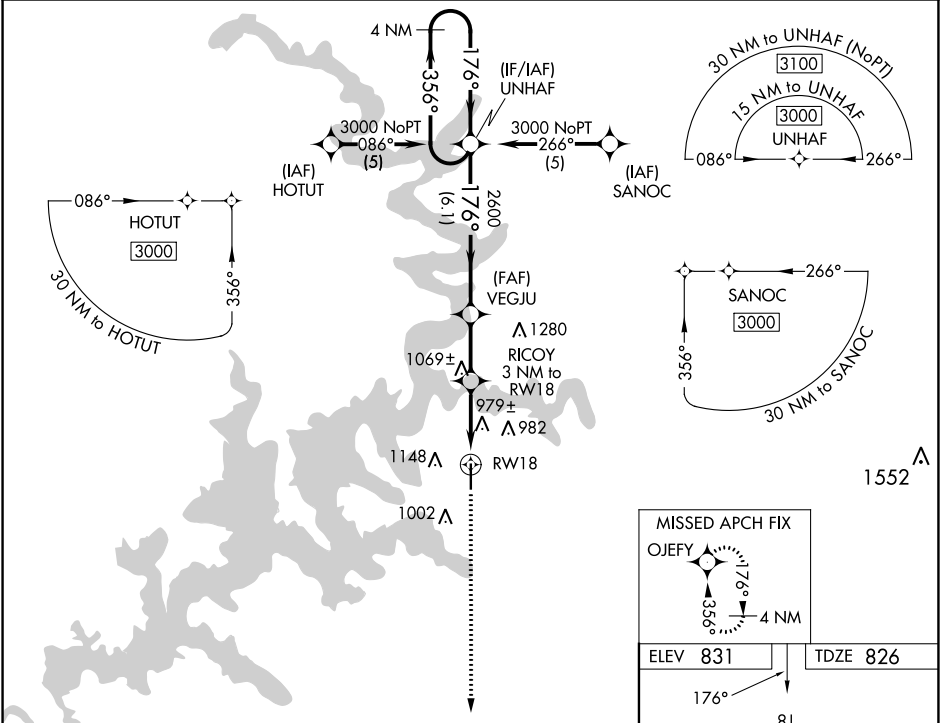 4 NM
356°
176°
(IF/IAF)
UNHAF
3000 NoPT
086°
(5)
(IAF)
HOTUT
3000 NoPT
266°
(5)
(IAF)
SANOC
30 NM to UNHAF (NoPT)
3100
15 NM to UNHAF
3000
UNHAF
086°
266°
086°
HOTUT
3000
356°
30 NM to HOTUT
2600
176°
(6.1)
266°
SANOC
3000
356°
30 NM to SANOC
(FAF)
VEGJU
1280
1069±
RICOY
3 NM to
RW18
979±
982
1148
RW18
1002
1552
MISSED APCH FIX
OJEFY
176°
356°
4 NM
ELEV 831
TDZE 826
176°